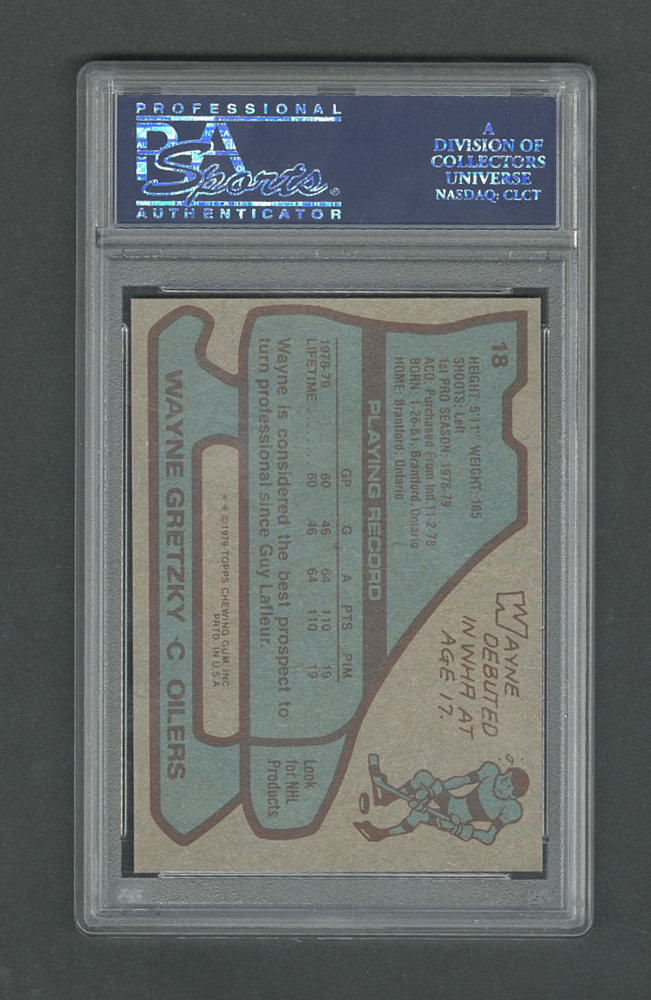 PROFESSIONAL
PSA
Sports
AUTHENTICATOR
A
DIVISION OF
COLLECTORS
UNIVERSE
NASDAQ: CLCT
18
HEIGHT: 5'11" WEIGHT: 165
SHOOTS: Left
1st PRO SEASON: 1978-79
ACQ: Purchased From Ind. 11-2-78
BORN: 1-26-61, Brantford, Ontario
HOME: Brantford, Ontario
WAYNE
DEBUTED
IN WHA AT
AGE 17.
PLAYING RECORD
GP G A PTS PIM
1978-79 60 46 64 110 19
LIFETIME 60 46 64 110 19
Wayne is considered the best prospect to
turn professional since Guy Lafleur.
Look
for NHL
Products
* * ©1979 TOPPS CHEWING GUM, INC.
PRTD. IN U.S.A.
WAYNE GRETZKY · C OILERS